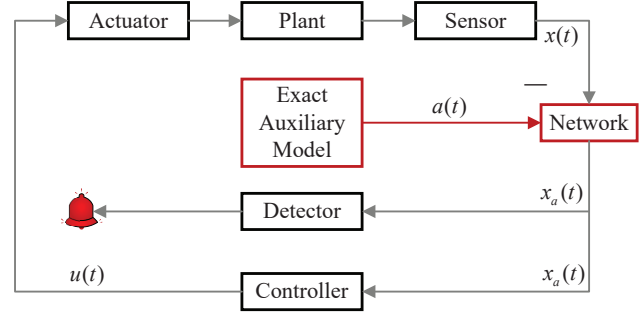 Actuator
Plant
Sensor
x(t)
—
Exact
Auxiliary
Model
a(t)
Network
Detector
x_a(t)
u(t)
Controller
x_a(t)